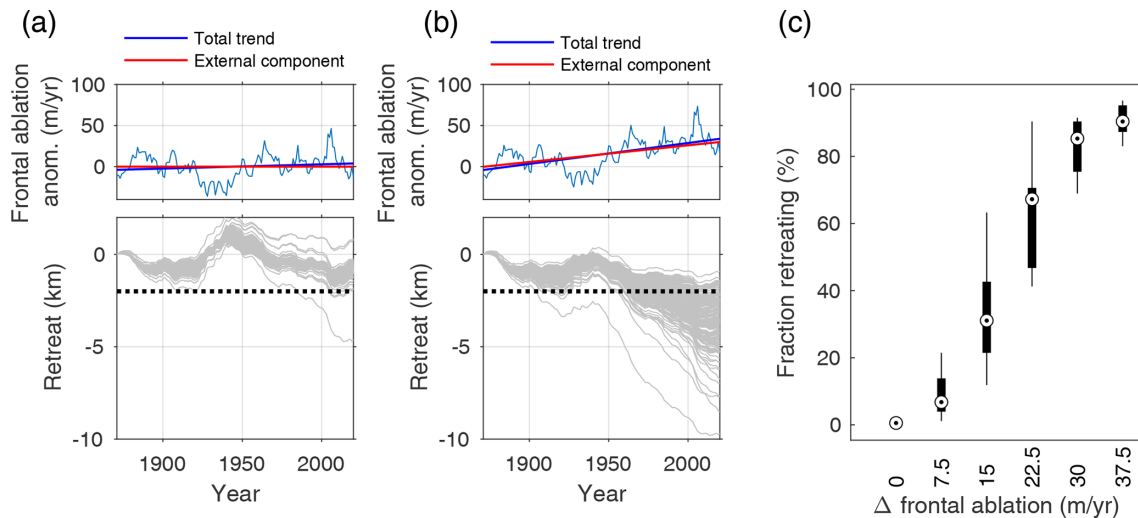 (a)
Total trend
External component
Frontal ablation
anom. (m/yr)
100
50
0
Retreat (km)
0
-5
-10
1900
1950
2000
Year
(b)
Total trend
External component
Frontal ablation
anom. (m/yr)
100
50
0
Retreat (km)
0
-5
-10
1900
1950
2000
Year
(c)
Fraction retreating (%)
100
80
60
40
20
0
0
7.5
15
22.5
30
37.5
Δ frontal ablation (m/yr)